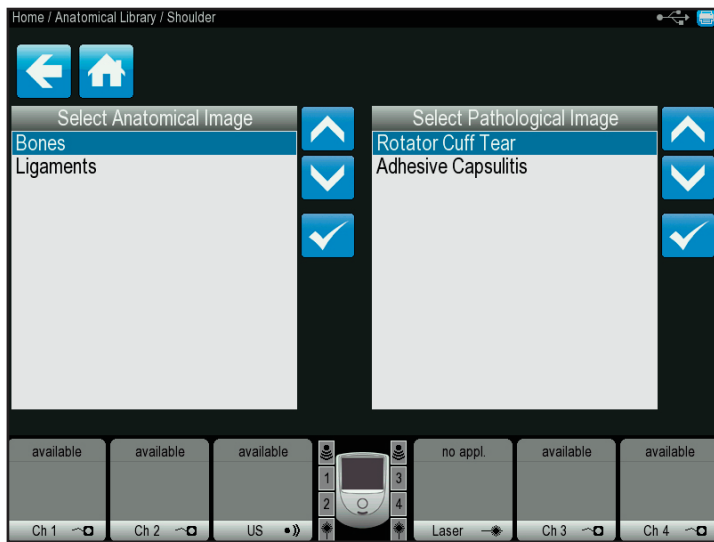 Home / Anatomical Library / Shoulder
Select Anatomical Image
Bones
Ligaments
Select Pathological Image
Rotator Cuff Tear
Adhesive Capsulitis
available
available
available
no appl.
available
available
1
3
2
4
Ch 1
Ch 2
US
Laser
Ch 3
Ch 4